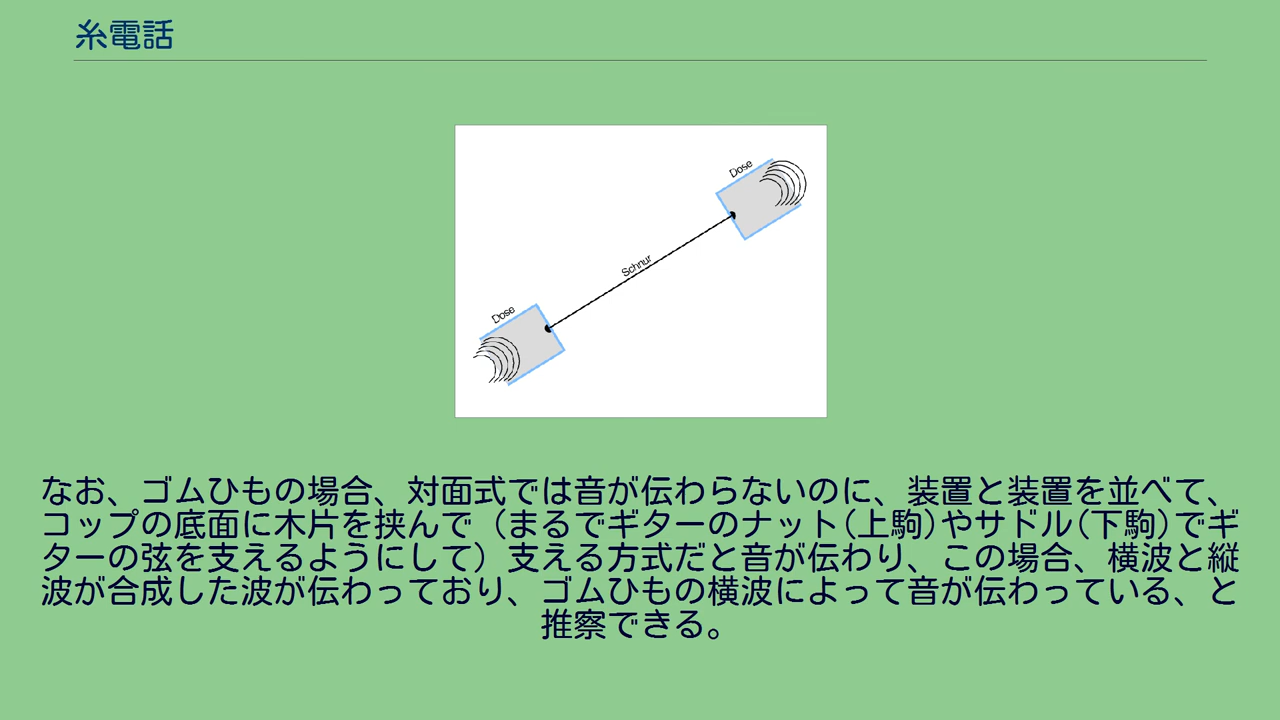 糸電話
Dose
Schnur
Dose
なお、ゴムひもの場合、対面式では音が伝わらないのに、装置と装置を並べて、
コップの底面に木片を挟んで（まるでギターのナット(上駒)やサドル(下駒)でギ
ターの弦を支えるようにして）支える方式だと音が伝わり、この場合、横波と縦
波が合成した波が伝わっており、ゴムひもの横波によって音が伝わっている、と
推察できる。